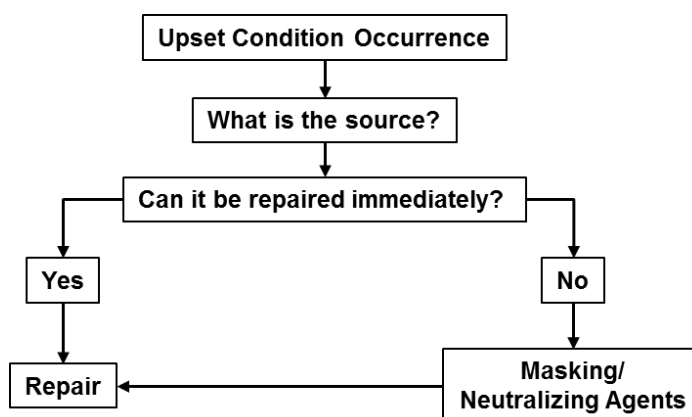 Upset Condition Occurrence
What is the source?
Can it be repaired immediately?
Yes
No
Repair
Masking/
Neutralizing Agents